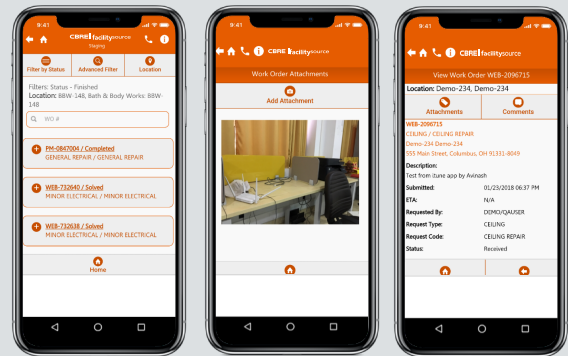 9:41
CBRE facilitysource
Staging
Filter by Status
Advanced Filter
Location
Filters: Status - Finished
Location: BBW-148, Bath & Body Works: BBW-
148
WO #
PM-0847004 / Completed
GENERAL REPAIR / GENERAL REPAIR
WEB-732640 / Solved
MINOR ELECTRICAL / MINOR ELECTRICAL
WEB-732638 / Solved
MINOR ELECTRICAL / MINOR ELECTRICAL
Home
9:41
CBRE facilitysource
Work Order Attachments
Add Attachment
9:41
CBRE facilitysource
View Work Order WEB-2096715
Location: Demo-234, Demo-234
Attachments
Comments
WEB-2096715
CEILING / CEILING REPAIR
Demo-234 Demo-234
555 Main Street, Columbus, OH 91331-8049
Description:
Test from itune app by Avinash
Submitted: 01/23/2018 06:37 PM
ETA: N/A
Requested By: DEMO/QAUSER
Request Type: CEILING
Request Code: CEILING REPAIR
Status: Received